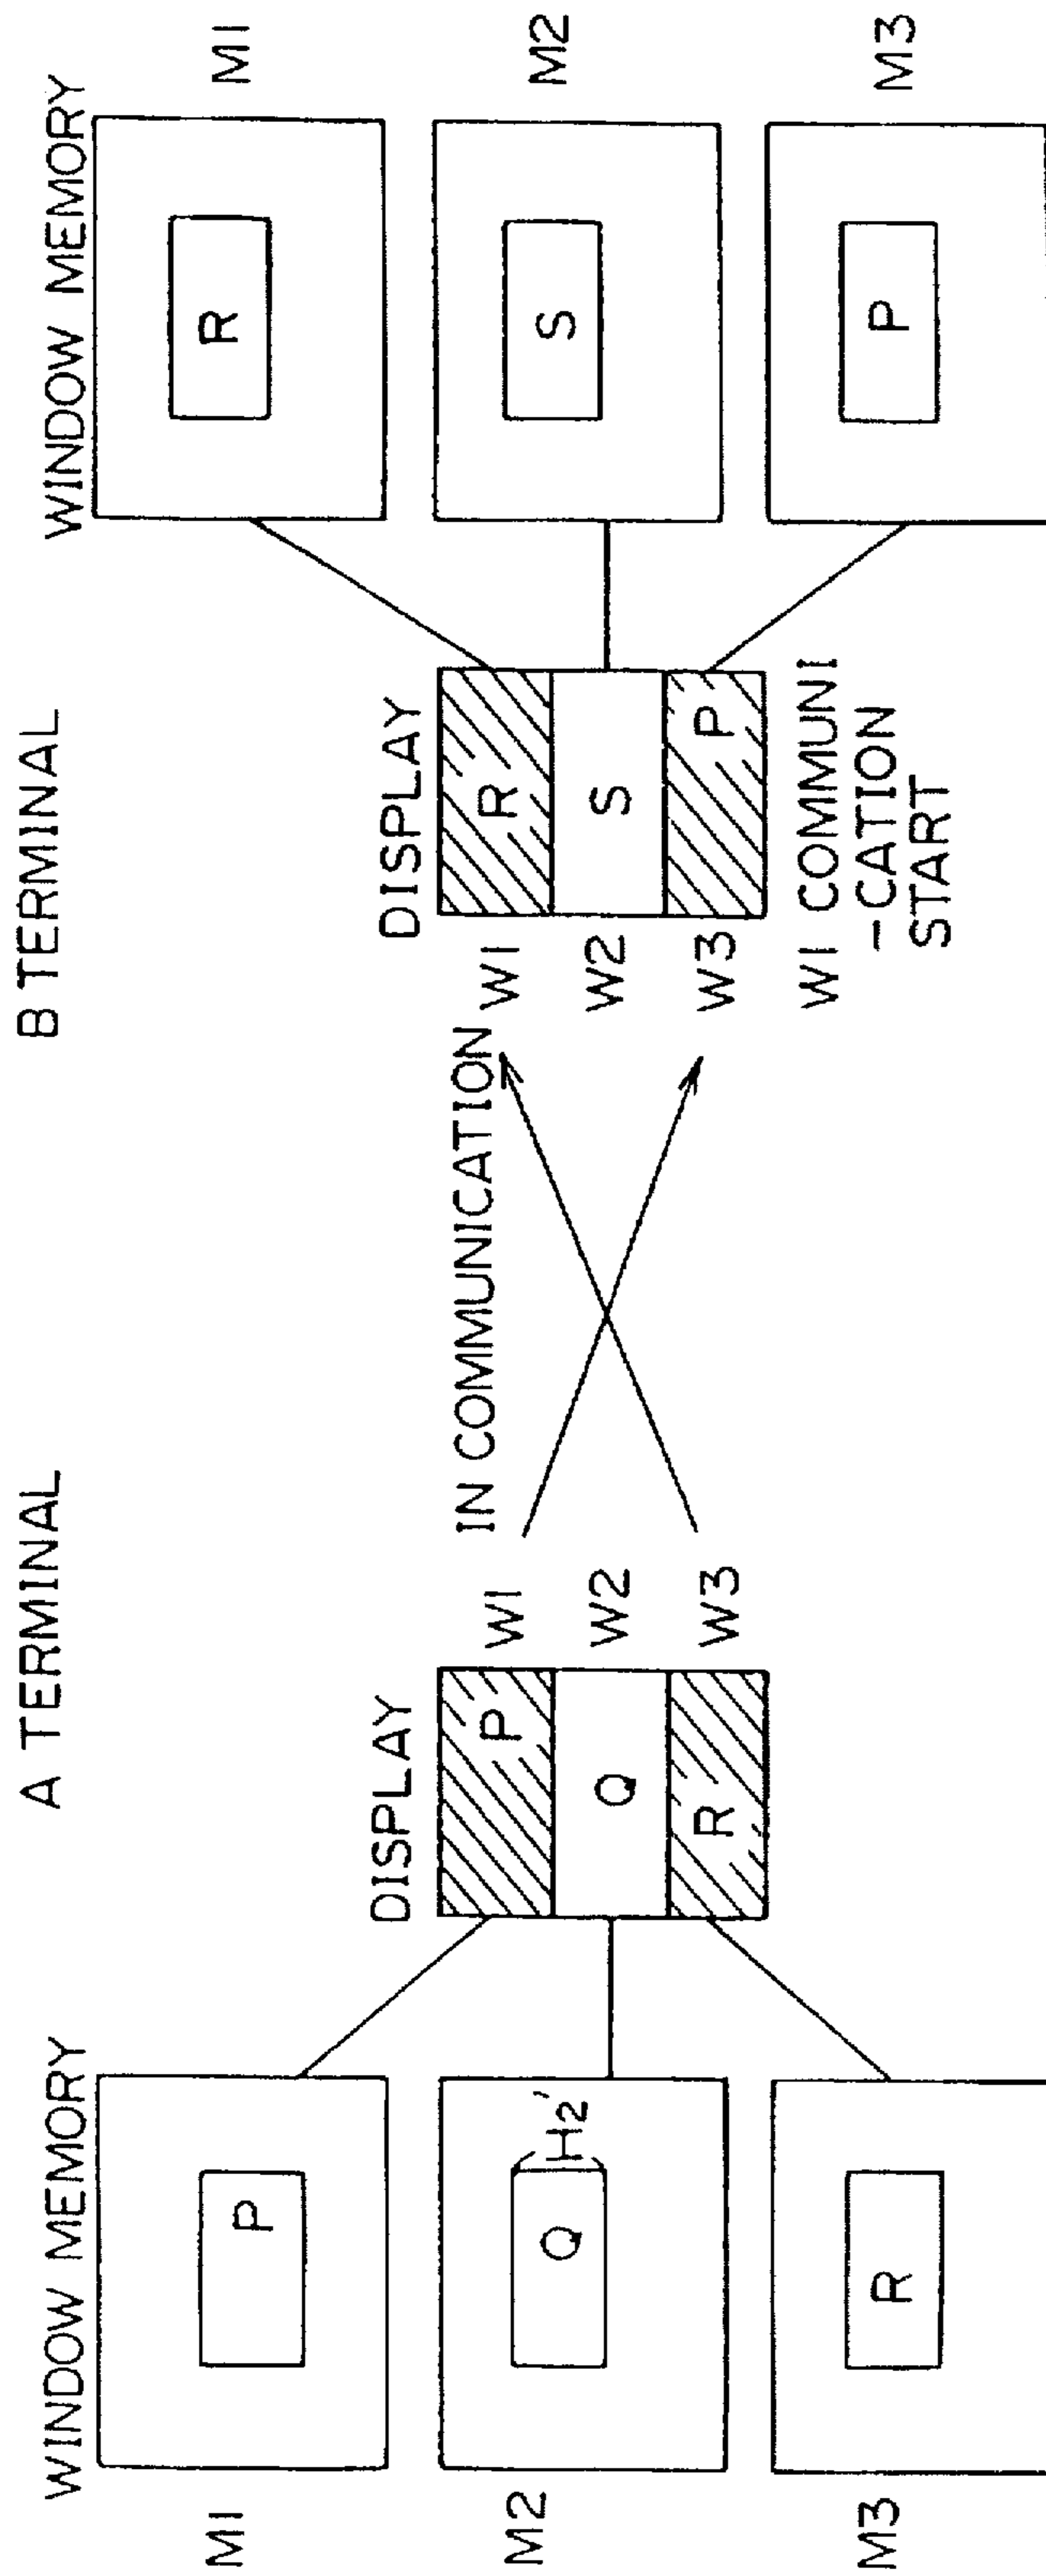 A TERMINAL
B TERMINAL
WINDOW MEMORY
DISPLAY
IN COMMUNICATION
DISPLAY
WINDOW MEMORY
M1
P
P
W1
W1
R
R
M1
M2
Q
H2'
Q
W2
W2
S
S
M2
M3
R
R
W3
W3
P
P
M3
W1 COMMUNI
-CATION
START